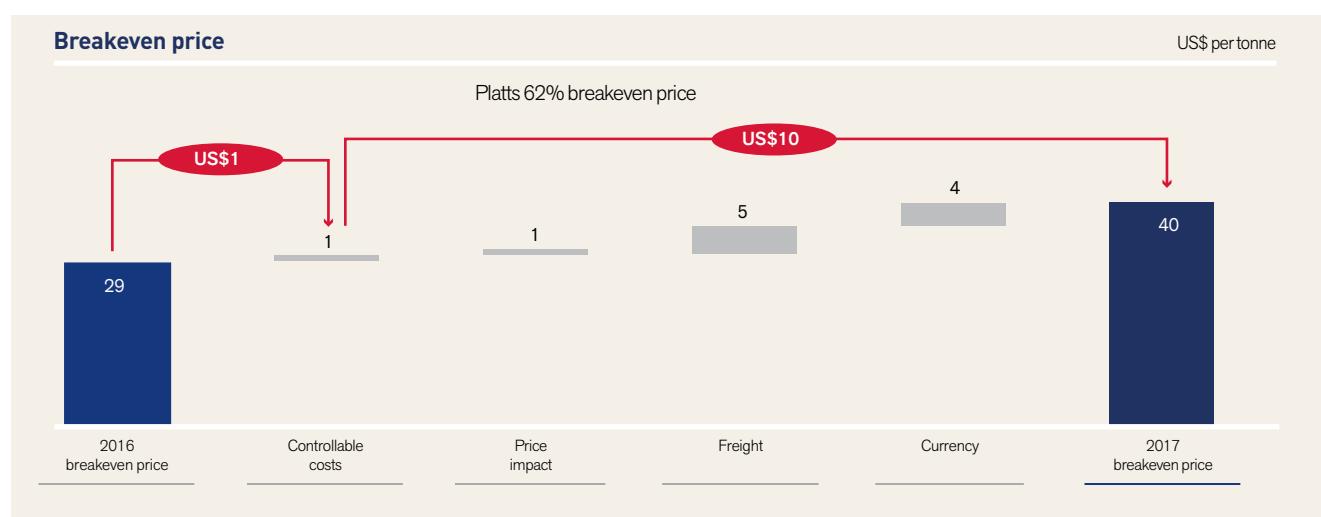 Breakeven price
US$ per tonne
Platts 62% breakeven price
US$1
US$10
1
1
5
4
29
40
2016
breakeven price
Controllable
costs
Price
impact
Freight
Currency
2017
breakeven price